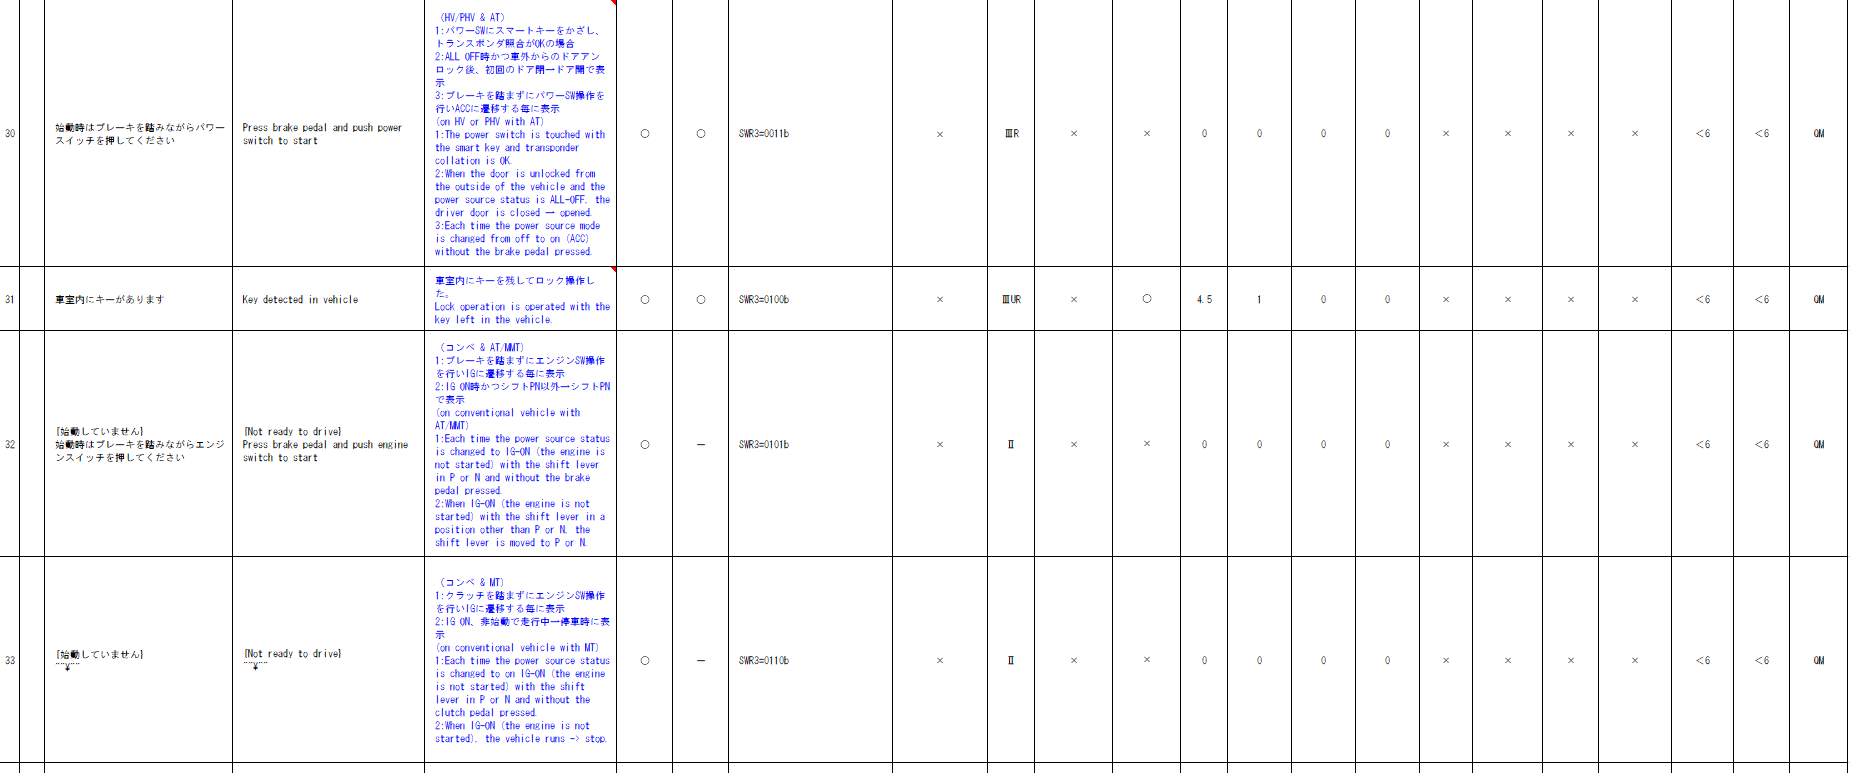 30
始動時はブレーキを踏みながらパワー
スイッチを押してください
Press brake pedal and push power
switch to start
(HV/PHV & AT)
1:パワーSWにスマートキーをかざし、
トランスポンダ照合がOKの場合
2:ALL OFF時かつ車外からのドアアン
ロック後、初回のドア閉→ドア開で表
示
3:ブレーキを踏まずにパワーSW操作を
行いACCに遷移する毎に表示
(on HV or PHV with AT)
1:The power switch is touched with
the smart key and transponder
collation is OK.
2:When the door is unlocked from
the outside of the vehicle and the
power source status is ALL-OFF, the
driver door is closed → opened.
3:Each time the power source mode
is changed from off to on (ACC)
without the brake pedal pressed.
○ ○ SWR3=0011b × ⅢR × × 0 0 0 0 × × × × <6 <6 QM
31
車室内にキーがあります
Key detected in vehicle
車室内にキーを残してロック操作し
た。
Lock operation is operated with the
key left in the vehicle.
○ ○ SWR3=0100b × ⅢUR × ○ 4.5 1 0 0 × × × × <6 <6 QM
32
[始動していません]
始動時はブレーキを踏みながらエンジ
ンスイッチを押してください
[Not ready to drive]
Press brake pedal and push engine
switch to start
(コンベ & AT/MMT)
1:ブレーキを踏まずにエンジンSW操作
を行いIGに遷移する毎に表示
2:IG ON時かつシフトPN以外→シフトPN
で表示
(on conventional vehicle with
AT/MMT)
1:Each time the power source status
is changed to IG-ON (the engine is
not started) with the shift lever
in P or N and without the brake
pedal pressed.
2:When IG-ON (the engine is not
started) with the shift lever in a
position other than P or N, the
shift lever is moved to P or N.
○ － SWR3=0101b × Ⅱ × × 0 0 0 0 × × × × <6 <6 QM
33
[始動していません]
~~¥~~
[Not ready to drive]
~~¥~~
(コンベ & MT)
1:クラッチを踏まずにエンジンSW操作
を行いIGに遷移する毎に表示
2:IG ON、非始動で走行中→停車時に表
示
(on conventional vehicle with MT)
1:Each time the power source status
is changed to on IG-ON (the engine
is not started) with the shift
lever in P or N and without the
clutch pedal pressed.
2:When IG-ON (the engine is not
started), the vehicle runs -> stop.
○ － SWR3=0110b × Ⅱ × × 0 0 0 0 × × × × <6 <6 QM